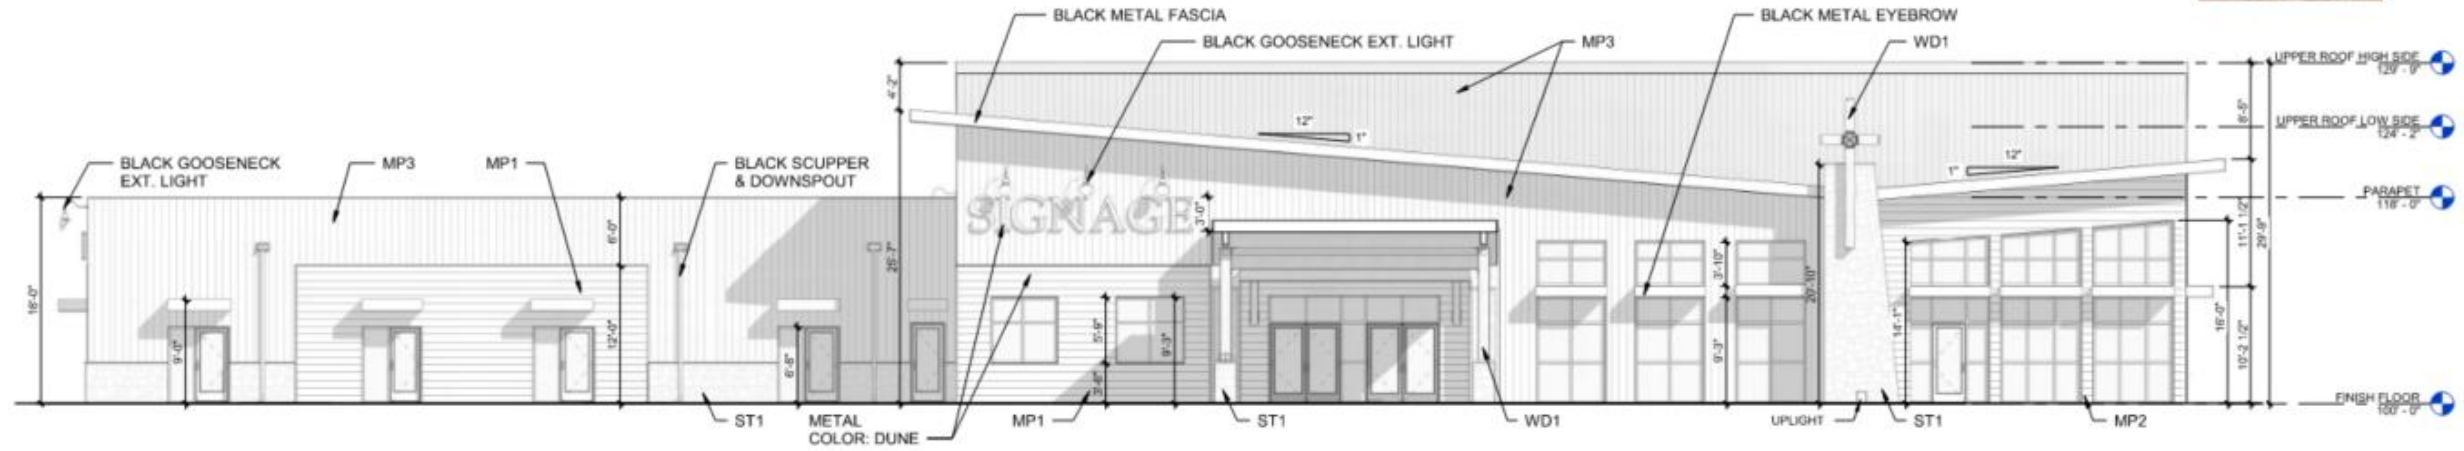 BLACK METAL FASCIA
BLACK METAL EYEBROW
BLACK GOOSENECK EXT. LIGHT
MP3
WD1
UPPER ROOF HIGH SIDE
129' - 9"
4'-2"
12"
1"
UPPER ROOF LOW SIDE
124' - 2"
BLACK GOOSENECK
EXT. LIGHT
MP3
MP1
BLACK SCUPPER
& DOWNSPOUT
12"
1"
PARAPET
118' - 0"
SIGNAGE
3'-0"
6'-0"
25'-7"
11'-1 1/2"
29'-9"
18'-0"
3'-10"
20'-10"
14'-1"
16'-0"
9'-0"
12'-0"
6'-8"
5'-9"
9'-3"
9'-3"
10'-2 1/2"
3'-6"
FINISH FLOOR
100' - 0"
ST1
METAL
COLOR: DUNE
MP1
ST1
WD1
UPLIGHT
ST1
MP2